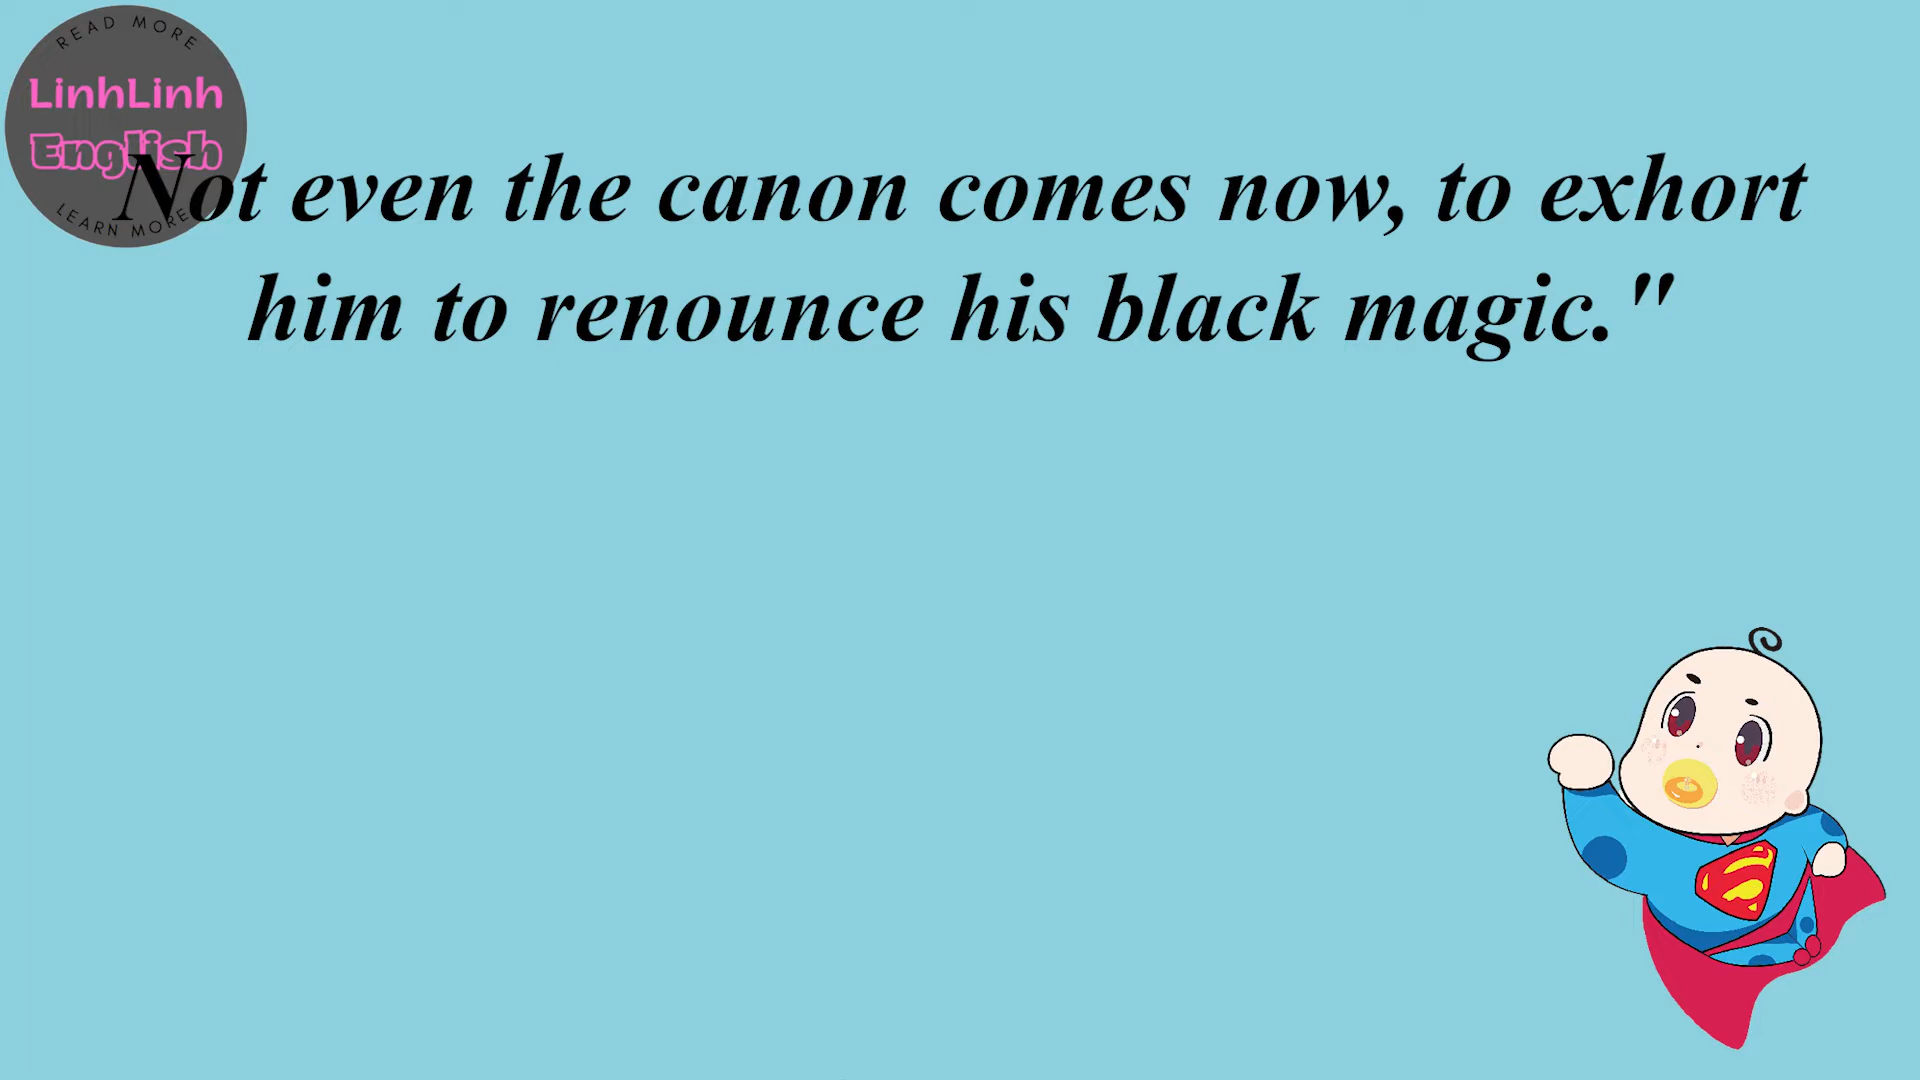 READ MORE
LinhLinh
English
LEARN MORE
Not even the canon comes now, to exhort
him to renounce his black magic."